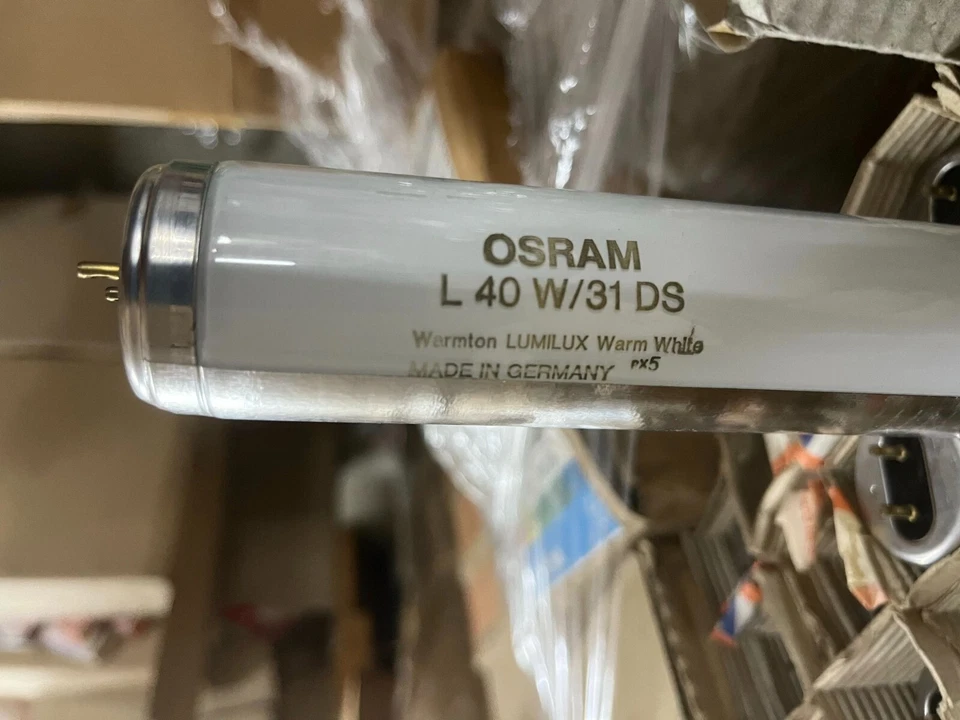 OSRAM
L 40 W/31 DS
Warmton LUMILUX Warm White
MADE IN GERMANY PX5